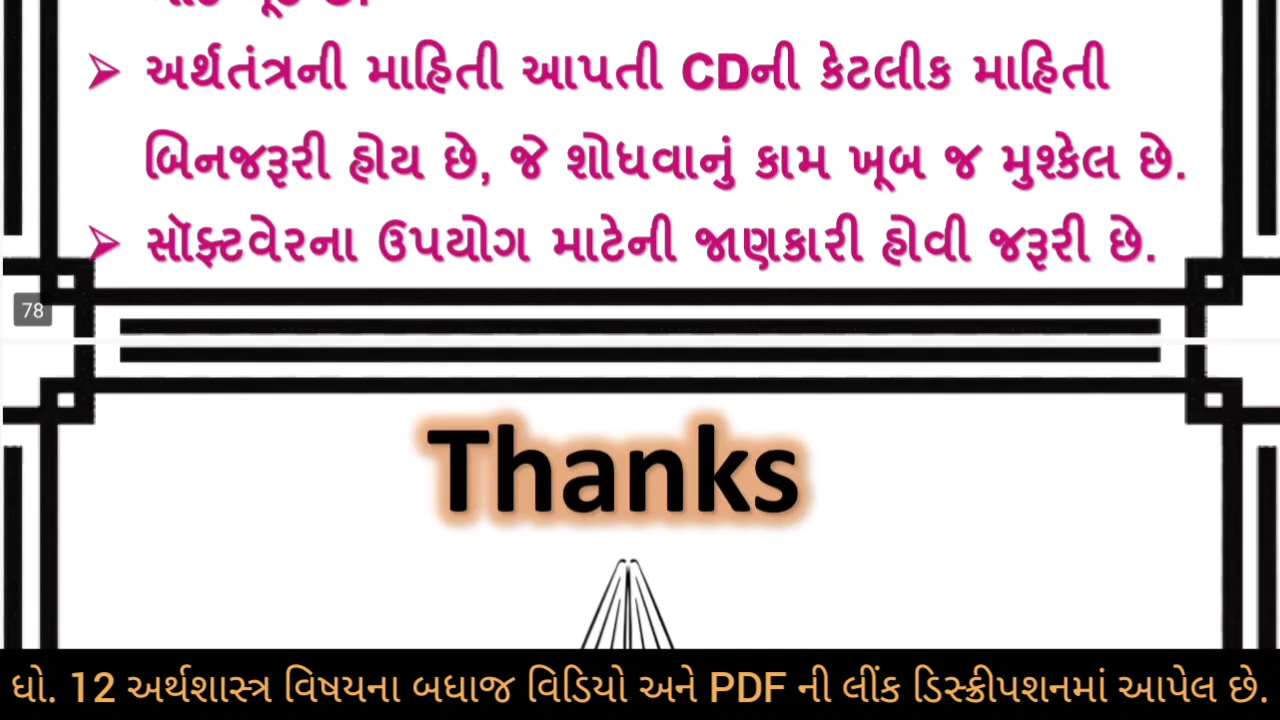 ➢ અર્થતંત્રની માહિતી આપતી CDની કેટલીક માહિતી
બિનજરૂરી હોય છે, જે શોધવાનું કામ ખૂબ જ મુશ્કેલ છે.
➢ સૉફ્ટવેરના ઉપયોગ માટેની જાણકારી હોવી જરૂરી છે.
78
Thanks
ધો. 12 અર્થશાસ્ત્ર વિષયના બધાજ વિડિયો અને PDF ની લીંક ડિસ્ક્રીપશનમાં આપેલ છે.